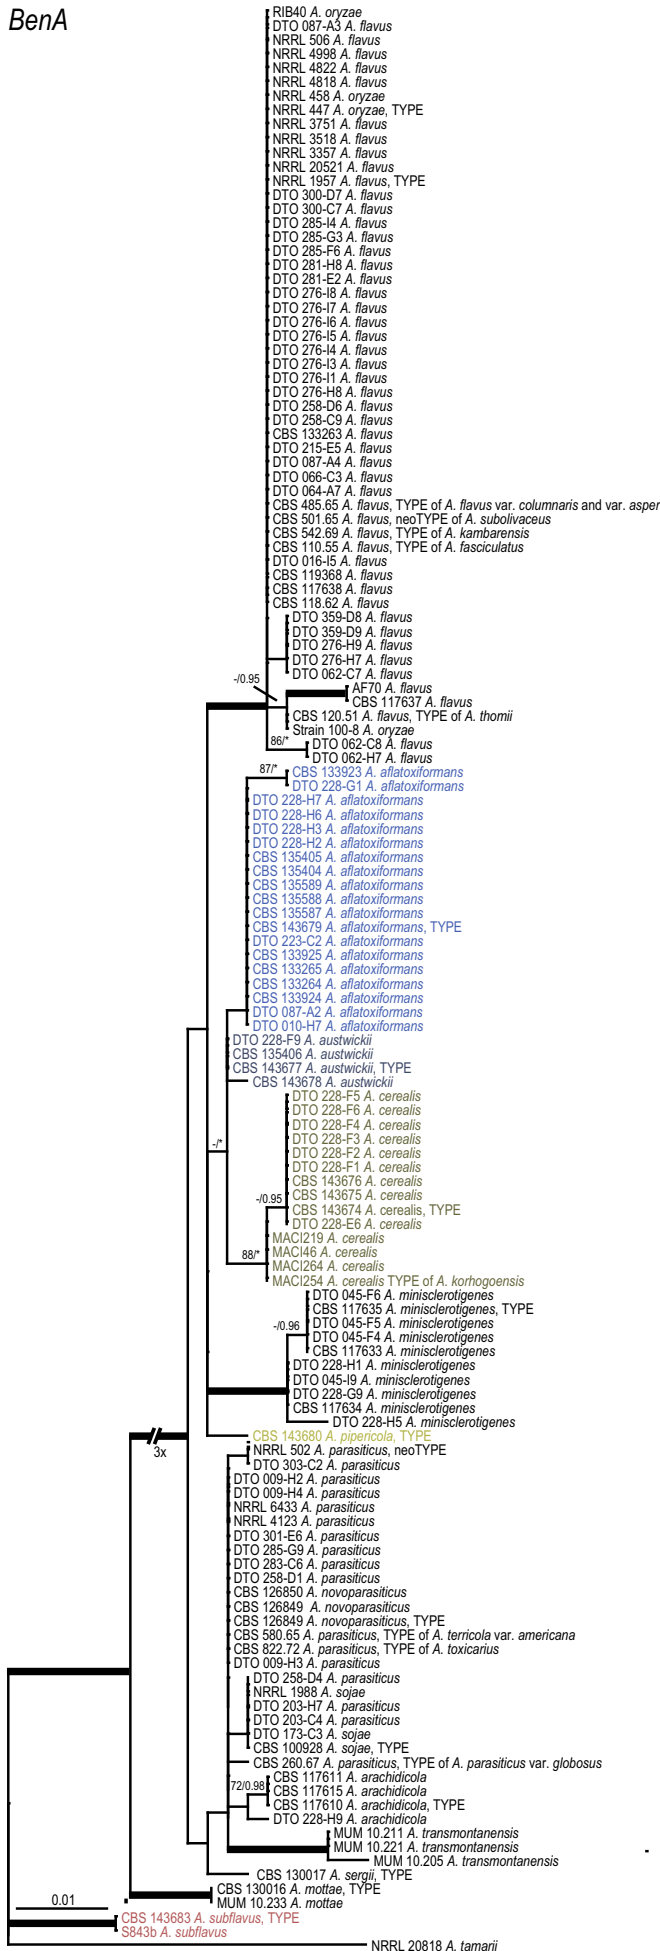 BenA
RIB40 A. oryzae
DTO 087-A3 A. flavus
NRRL 506 A. flavus
NRRL 4998 A. flavus
NRRL 4822 A. flavus
NRRL 4818 A. flavus
NRRL 458 A. oryzae
NRRL 447 A. oryzae, TYPE
NRRL 3751 A. flavus
NRRL 3518 A. flavus
NRRL 3357 A. flavus
NRRL 20521 A. flavus
NRRL 1957 A. flavus, TYPE
DTO 300-D7 A. flavus
DTO 300-C7 A. flavus
DTO 285-I4 A. flavus
DTO 285-G3 A. flavus
DTO 285-F6 A. flavus
DTO 281-H8 A. flavus
DTO 281-E2 A. flavus
DTO 276-I8 A. flavus
DTO 276-I7 A. flavus
DTO 276-I6 A. flavus
DTO 276-I5 A. flavus
DTO 276-I4 A. flavus
DTO 276-I3 A. flavus
DTO 276-I1 A. flavus
DTO 276-H8 A. flavus
DTO 258-D6 A. flavus
DTO 258-C9 A. flavus
CBS 133263 A. flavus
DTO 215-E5 A. flavus
DTO 087-A4 A. flavus
DTO 066-C3 A. flavus
DTO 064-A7 A. flavus
CBS 485.65 A. flavus, TYPE of A. flavus var. columnaris and var. asper
CBS 501.65 A. flavus, neoTYPE of A. subolivaceus
CBS 542.69 A. flavus, TYPE of A. kambarensis
CBS 110.55 A. flavus, TYPE of A. fasciculatus
DTO 016-I5 A. flavus
CBS 119368 A. flavus
CBS 117638 A. flavus
CBS 118.62 A. flavus
DTO 359-D8 A. flavus
DTO 359-D9 A. flavus
DTO 276-H9 A. flavus
DTO 276-H7 A. flavus
DTO 062-C7 A. flavus
-/0.95
AF70 A. flavus
CBS 117637 A. flavus
CBS 120.51 A. flavus, TYPE of A. thomii
Strain 100-8 A. oryzae
86/*
DTO 062-C8 A. flavus
DTO 062-H7 A. flavus
87/*
CBS 133923 A. aflatoxiformans
DTO 228-G1 A. aflatoxiformans
DTO 228-H7 A. aflatoxiformans
DTO 228-H6 A. aflatoxiformans
DTO 228-H3 A. aflatoxiformans
DTO 228-H2 A. aflatoxiformans
CBS 135405 A. aflatoxiformans
CBS 135404 A. aflatoxiformans
CBS 135589 A. aflatoxiformans
CBS 135588 A. aflatoxiformans
CBS 135587 A. aflatoxiformans
CBS 143679 A. aflatoxiformans, TYPE
DTO 223-C2 A. aflatoxiformans
CBS 133925 A. aflatoxiformans
CBS 133265 A. aflatoxiformans
CBS 133264 A. aflatoxiformans
CBS 133924 A. aflatoxiformans
DTO 087-A2 A. aflatoxiformans
DTO 010-H7 A. aflatoxiformans
DTO 228-F9 A. austwickii
CBS 135406 A. austwickii
CBS 143677 A. austwickii, TYPE
CBS 143678 A. austwickii
DTO 228-F5 A. cerealis
DTO 228-F6 A. cerealis
DTO 228-F4 A. cerealis
DTO 228-F3 A. cerealis
-/*
DTO 228-F2 A. cerealis
DTO 228-F1 A. cerealis
CBS 143676 A. cerealis
-/0.95
CBS 143675 A. cerealis
CBS 143674 A. cerealis, TYPE
DTO 228-E6 A. cerealis
MACI219 A. cerealis
88/*
MACI46 A. cerealis
MACI264 A. cerealis
MACI254 A. cerealis TYPE of A. korhogoensis
DTO 045-F6 A. minisclerotigenes
CBS 117635 A. minisclerotigenes, TYPE
-/0.96
DTO 045-F5 A. minisclerotigenes
DTO 045-F4 A. minisclerotigenes
CBS 117633 A. minisclerotigenes
DTO 228-H1 A. minisclerotigenes
DTO 045-I9 A. minisclerotigenes
DTO 228-G9 A. minisclerotigenes
CBS 117634 A. minisclerotigenes
DTO 228-H5 A. minisclerotigenes
CBS 143680 A. pipericola, TYPE
3x
NRRL 502 A. parasiticus, neoTYPE
DTO 303-C2 A. parasiticus
DTO 009-H2 A. parasiticus
DTO 009-H4 A. parasiticus
NRRL 6433 A. parasiticus
NRRL 4123 A. parasiticus
DTO 301-E6 A. parasiticus
DTO 285-G9 A. parasiticus
DTO 283-C6 A. parasiticus
DTO 258-D1 A. parasiticus
CBS 126850 A. novoparasiticus
CBS 126849 A. novoparasiticus
CBS 126849 A. novoparasiticus, TYPE
CBS 580.65 A. parasiticus, TYPE of A. terricola var. americana
CBS 822.72 A. parasiticus, TYPE of A. toxicarius
DTO 009-H3 A. parasiticus
DTO 258-D4 A. parasiticus
NRRL 1988 A. sojae
DTO 203-H7 A. parasiticus
DTO 203-C4 A. parasiticus
DTO 173-C3 A. sojae
CBS 100928 A. sojae, TYPE
CBS 260.67 A. parasiticus, TYPE of A. parasiticus var. globosus
72/0.98
CBS 117611 A. arachidicola
CBS 117615 A. arachidicola
CBS 117610 A. arachidicola, TYPE
DTO 228-H9 A. arachidicola
MUM 10.211 A. transmontanensis
MUM 10.221 A. transmontanensis
MUM 10.205 A. transmontanensis
CBS 130017 A. sergii, TYPE
CBS 130016 A. mottae, TYPE
MUM 10.233 A. mottae
0.01
CBS 143683 A. subflavus, TYPE
S843b A. subflavus
NRRL 20818 A. tamarii